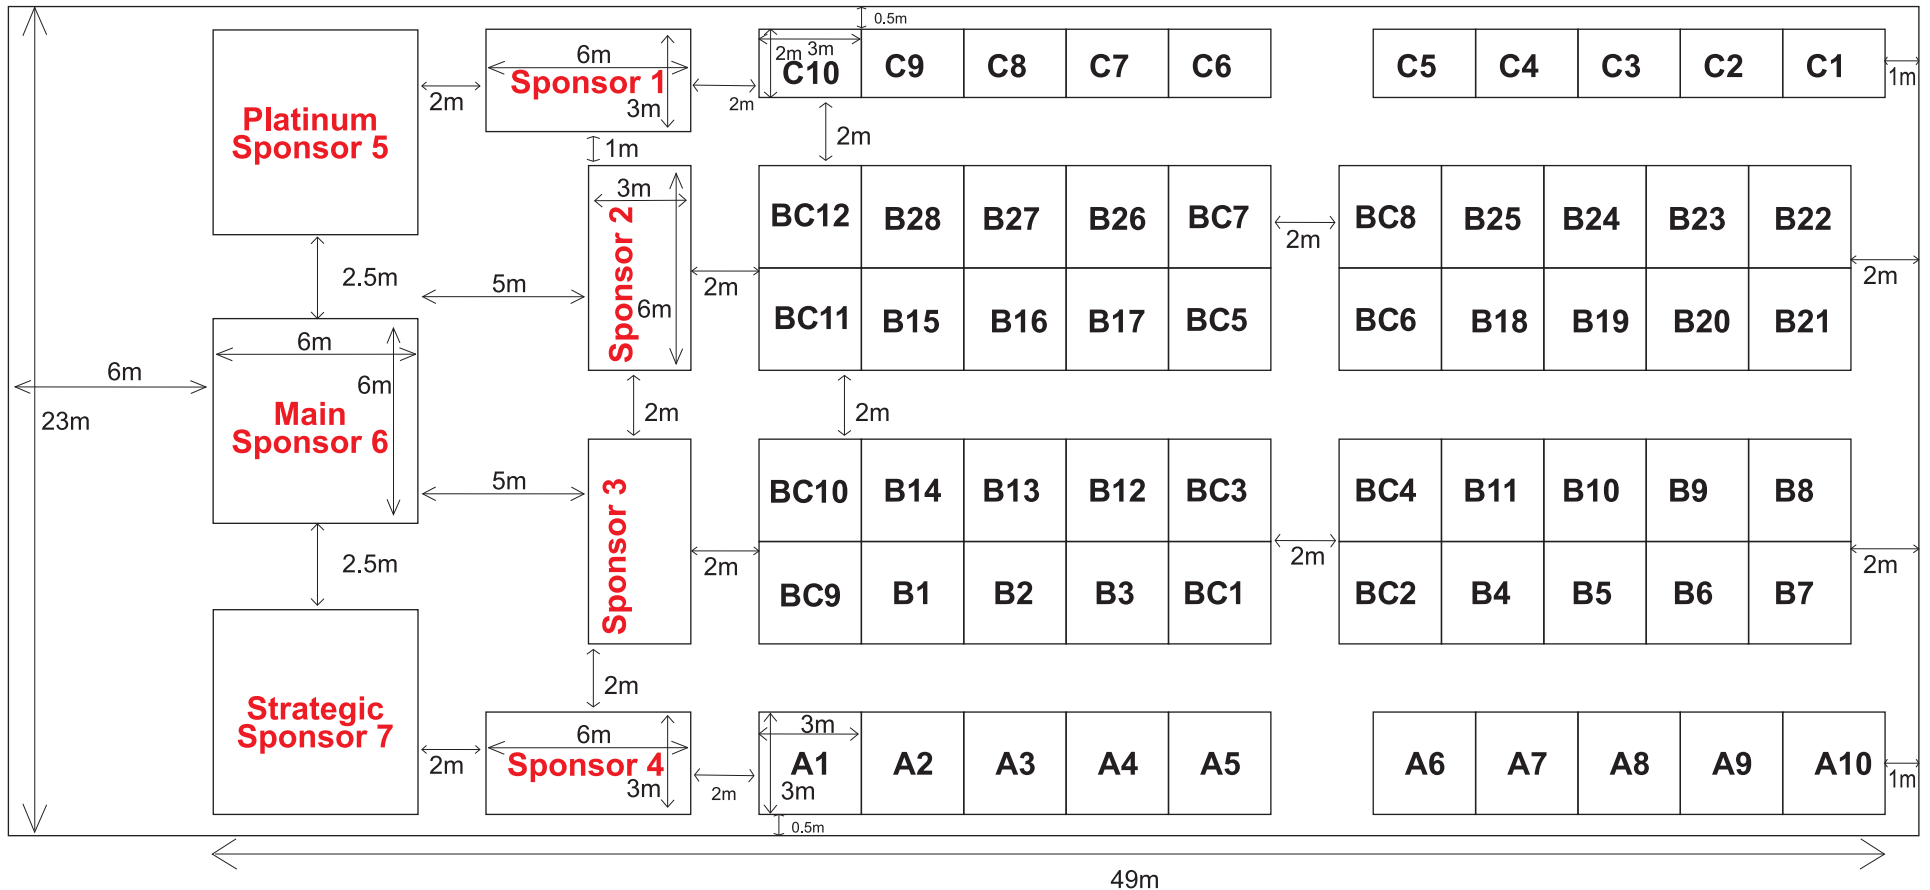 0.5m
6m
Sponsor 1
3m
2m 3m
C10
C9
C8
C7
C6
C5
C4
C3
C2
C1
1m
Platinum
Sponsor 5
2m
2m
1m
2m
3m
Sponsor 2
6m
BC12
B28
B27
B26
BC7
2m
BC8
B25
B24
B23
B22
2m
2.5m
5m
2m
BC11
B15
B16
B17
BC5
BC6
B18
B19
B20
B21
6m
6m
6m
Main
Sponsor 6
23m
2m
2m
5m
Sponsor 3
BC10
B14
B13
B12
BC3
BC4
B11
B10
B9
B8
2.5m
2m
2m
2m
BC9
B1
B2
B3
BC1
BC2
B4
B5
B6
B7
2m
Strategic
Sponsor 7
2m
6m
Sponsor 4
3m
2m
3m
A1
3m
A2
A3
A4
A5
A6
A7
A8
A9
A10
1m
0.5m
49m